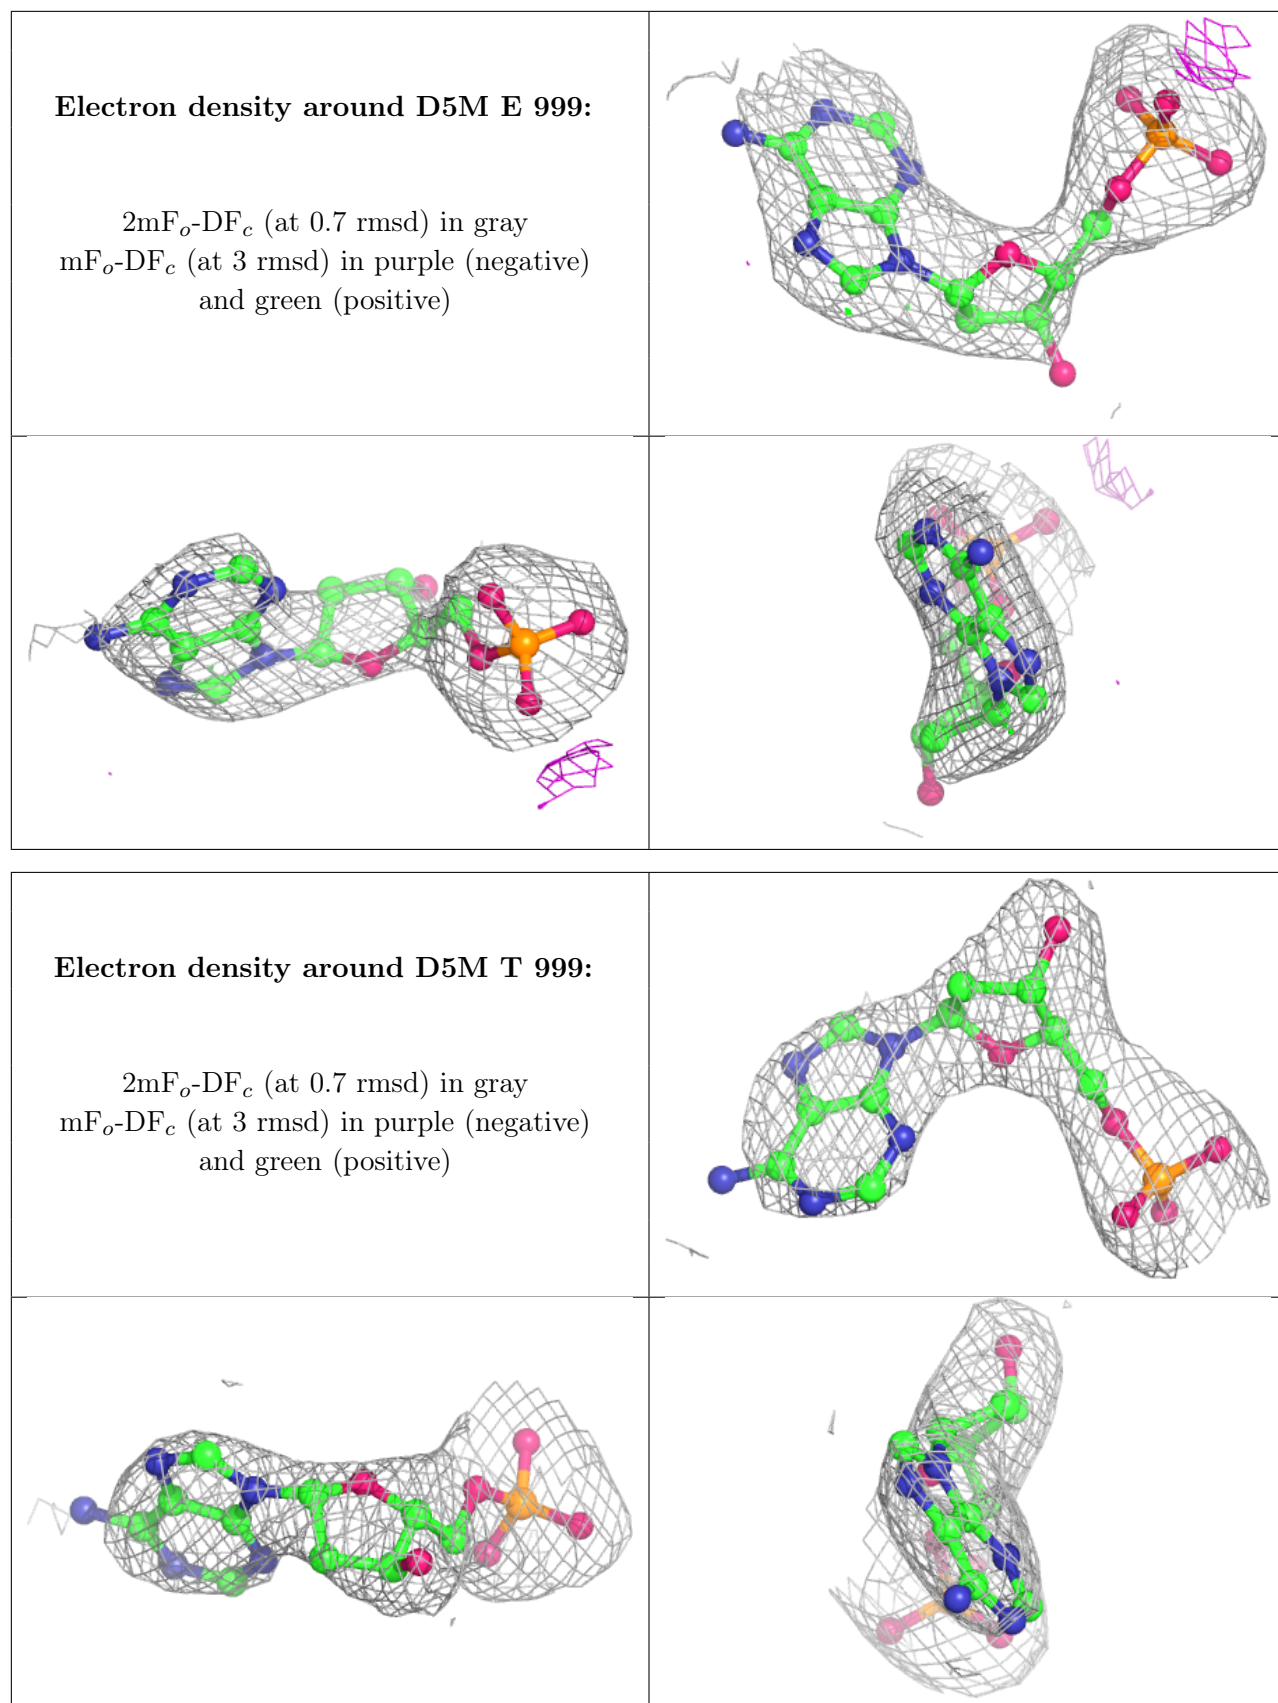 Electron density around D5M E 999:
2mFo-DFc (at 0.7 rmsd) in gray
mFo-DFc (at 3 rmsd) in purple (negative)
and green (positive)
Electron density around D5M T 999:
2mFo-DFc (at 0.7 rmsd) in gray
mFo-DFc (at 3 rmsd) in purple (negative)
and green (positive)